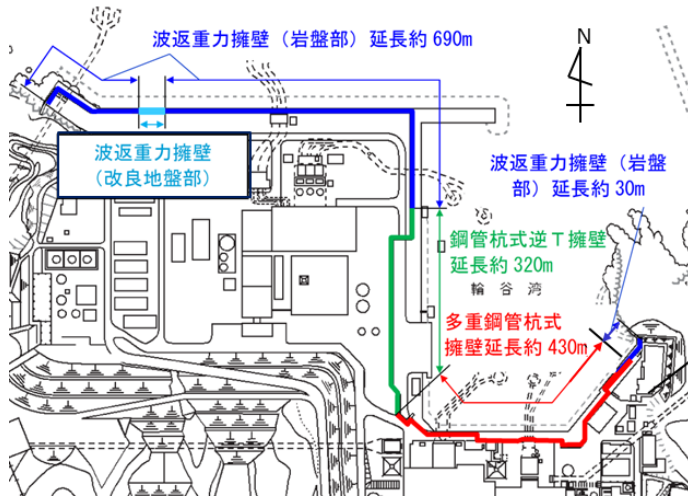 波返重力擁壁（岩盤部）延長約 690m
N
波返重力擁壁
（改良地盤部）
波返重力擁壁（岩盤
部）延長約 30m
鋼管杭式逆T擁壁
延長約 320m
輪谷湾
多重鋼管杭式
擁壁延長約 430m